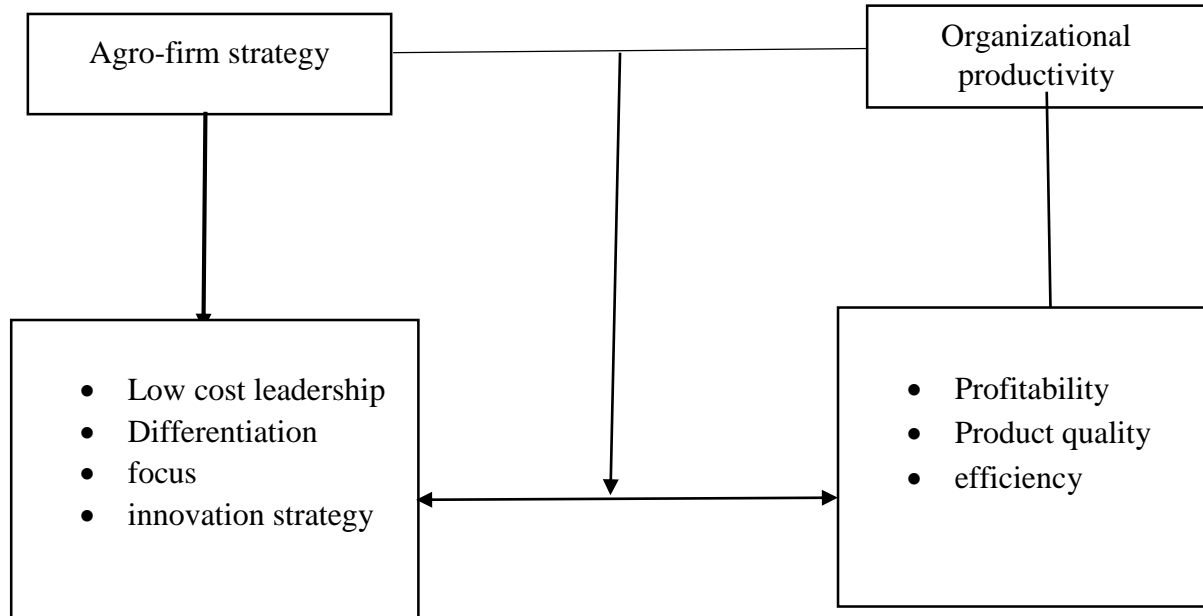 Agro-firm strategy
Organizational
productivity
• Low cost leadership
• Differentiation
• focus
• innovation strategy
• Profitability
• Product quality
• efficiency